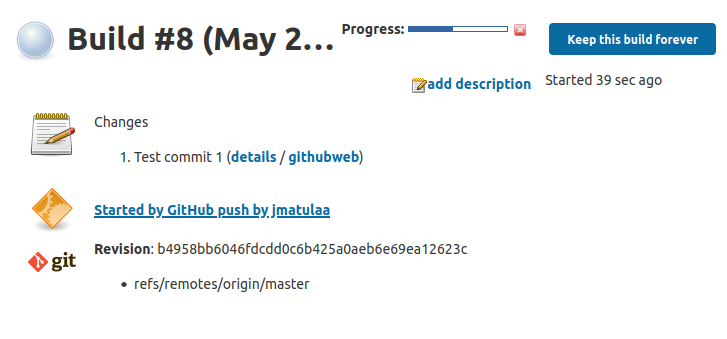 Build #8 (May 2…
Progress:
Keep this build forever
add description
Started 39 sec ago
Changes
1. Test commit 1 (details / githubweb)
Started by GitHub push by jmatulaa
git
Revision: b4958bb6046fdcdd0c6b425a0aeb6e69ea12623c
• refs/remotes/origin/master